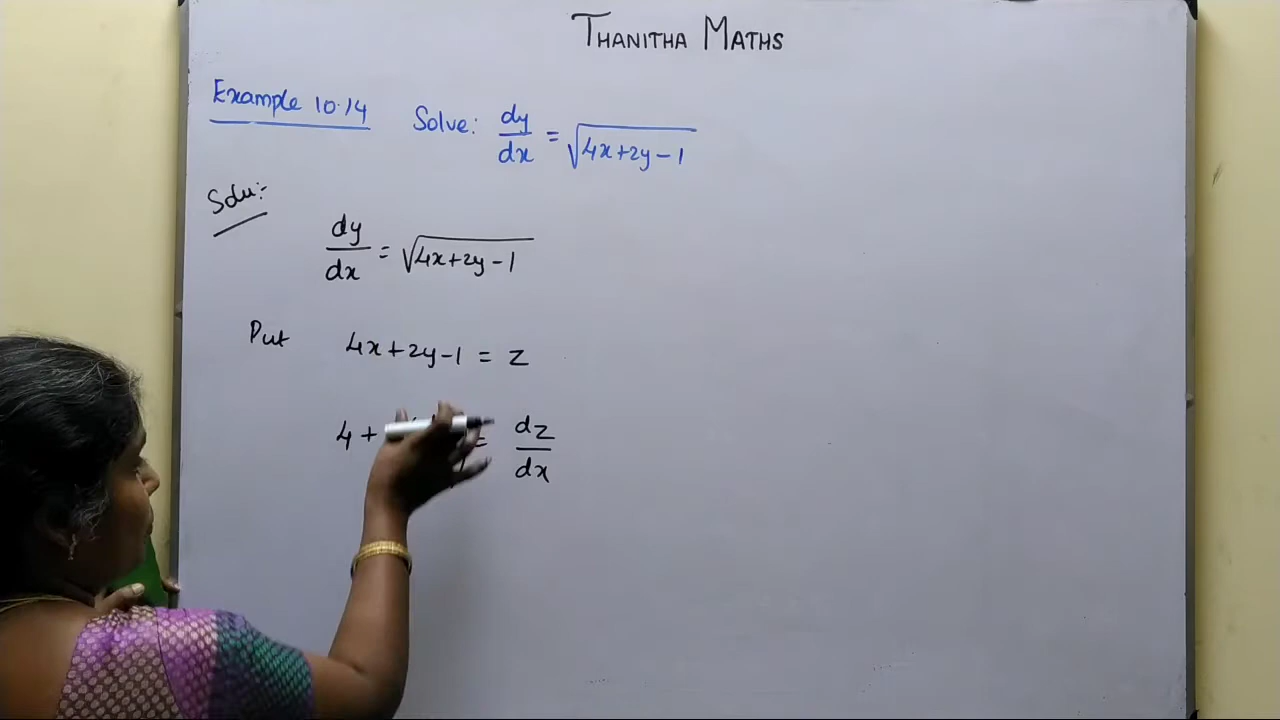 THANITHA MATHS
Example 10.14 Solve: dy/dx = √(4x+2y-1)
Solu:
dy/dx = √(4x+2y-1)
Put 4x+2y-1 = z
4 + = dz/dx